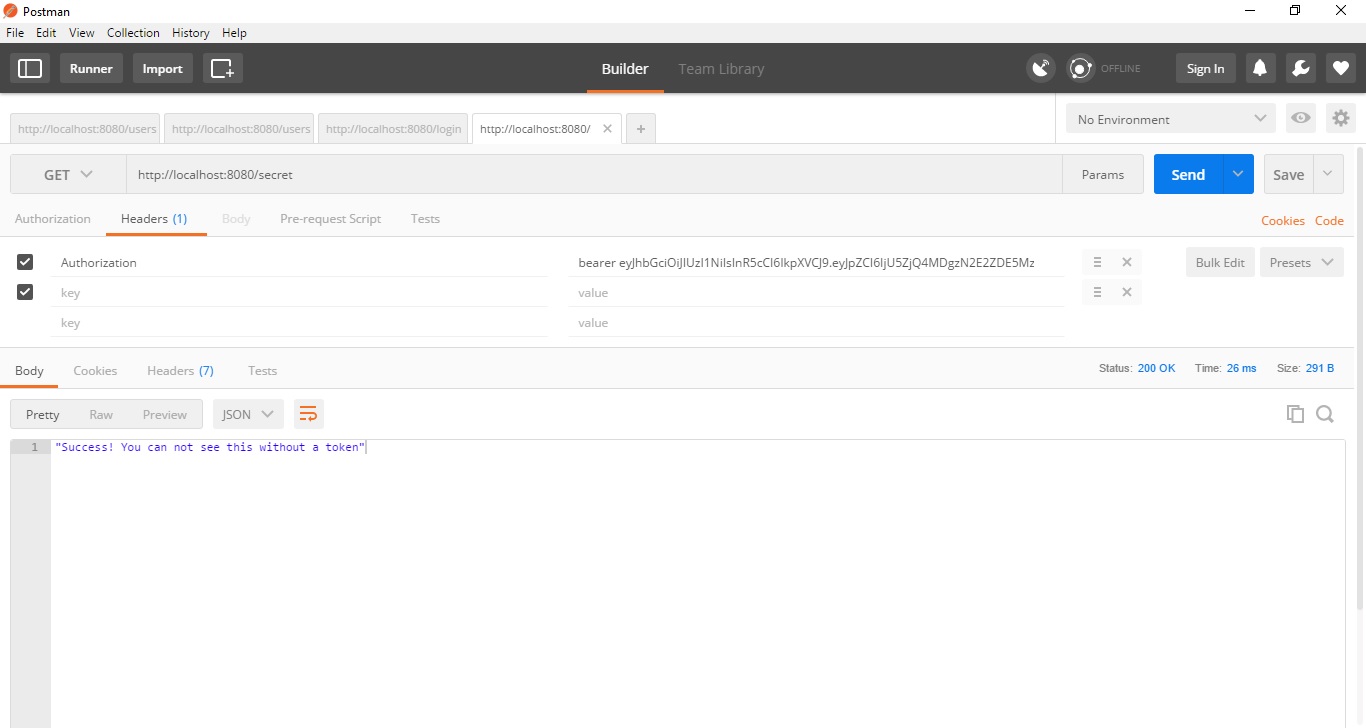 Postman
File Edit View Collection History Help
Runner Import Builder Team Library OFFLINE Sign In
http://localhost:8080/users http://localhost:8080/users http://localhost:8080/login http://localhost:8080/ No Environment
GET http://localhost:8080/secret Params Send Save
Authorization Headers (1) Body Pre-request Script Tests Cookies Code
Authorization bearer eyJhbGciOiJIUzI1NiIsInR5cCI6IkpXVCJ9.eyJpZCI6IjU5ZjQ4MDgzN2E2ZDE5Mz Bulk Edit Presets
key value
key value
Body Cookies Headers (7) Tests Status: 200 OK Time: 26 ms Size: 291 B
Pretty Raw Preview JSON
1 "Success! You can not see this without a token"